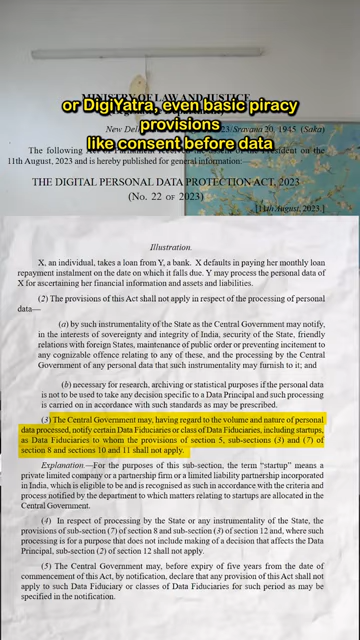 MINISTRY OF LAW AND JUSTICE
or DigiYatra, even basic piracy
provisions
like consent before data
New Del 23/Sravana 20, 1945 (Saka)
The following Act President on the
11th August, 2023 and is hereby published for general information:—
THE DIGITAL PERSONAL DATA PROTECTION ACT, 2023
(NO. 22 OF 2023)
[11th August, 2023.]
Illustration.
X, an individual, takes a loan from Y, a bank. X defaults in paying her monthly loan
repayment instalment on the date on which it falls due. Y may process the personal data of
X for ascertaining her financial information and assets and liabilities.
(2) The provisions of this Act shall not apply in respect of the processing of personal
data—
(a) by such instrumentality of the State as the Central Government may notify,
in the interests of sovereignty and integrity of India, security of the State, friendly
relations with foreign States, maintenance of public order or preventing incitement to
any cognizable offence relating to any of these, and the processing by the Central
Government of any personal data that such instrumentality may furnish to it; and
(b) necessary for research, archiving or statistical purposes if the personal data
is not to be used to take any decision specific to a Data Principal and such processing
is carried on in accordance with such standards as may be prescribed.
(3) The Central Government may, having regard to the volume and nature of personal
data processed, notify certain Data Fiduciaries or class of Data Fiduciaries, including startups,
as Data Fiduciaries to whom the provisions of section 5, sub-sections (3) and (7) of
section 8 and sections 10 and 11 shall not apply.
Explanation.—For the purposes of this sub-section, the term "startup" means a
private limited company or a partnership firm or a limited liability partnership incorporated
in India, which is eligible to be and is recognised as such in accordance with the criteria and
process notified by the department to which matters relating to startups are allocated in the
Central Government.
(4) In respect of processing by the State or any instrumentality of the State, the
provisions of sub-section (7) of section 8 and sub-section (3) of section 12 and, where such
processing is for a purpose that does not include making of a decision that affects the Data
Principal, sub-section (2) of section 12 shall not apply.
(5) The Central Government may, before expiry of five years from the date of
commencement of this Act, by notification, declare that any provision of this Act shall not
apply to such Data Fiduciary or classes of Data Fiduciaries for such period as may be
specified in the notification.